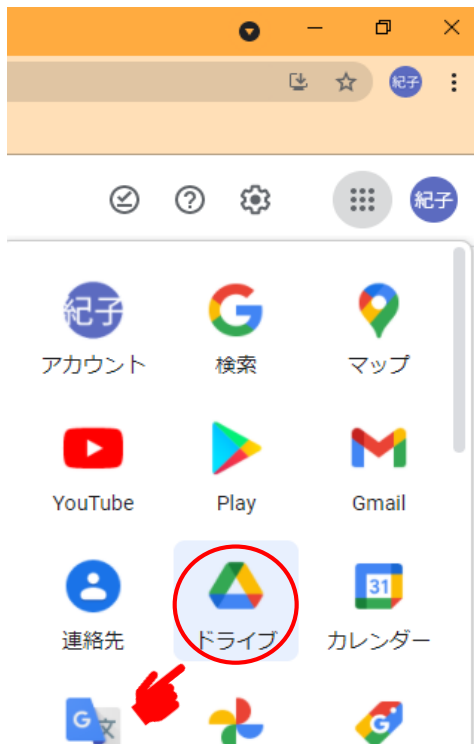 紀子
紀子
紀子
アカウント
検索
マップ
YouTube
Play
M
Gmail
31
連絡先
ドライブ
カレンダー
G
文
G